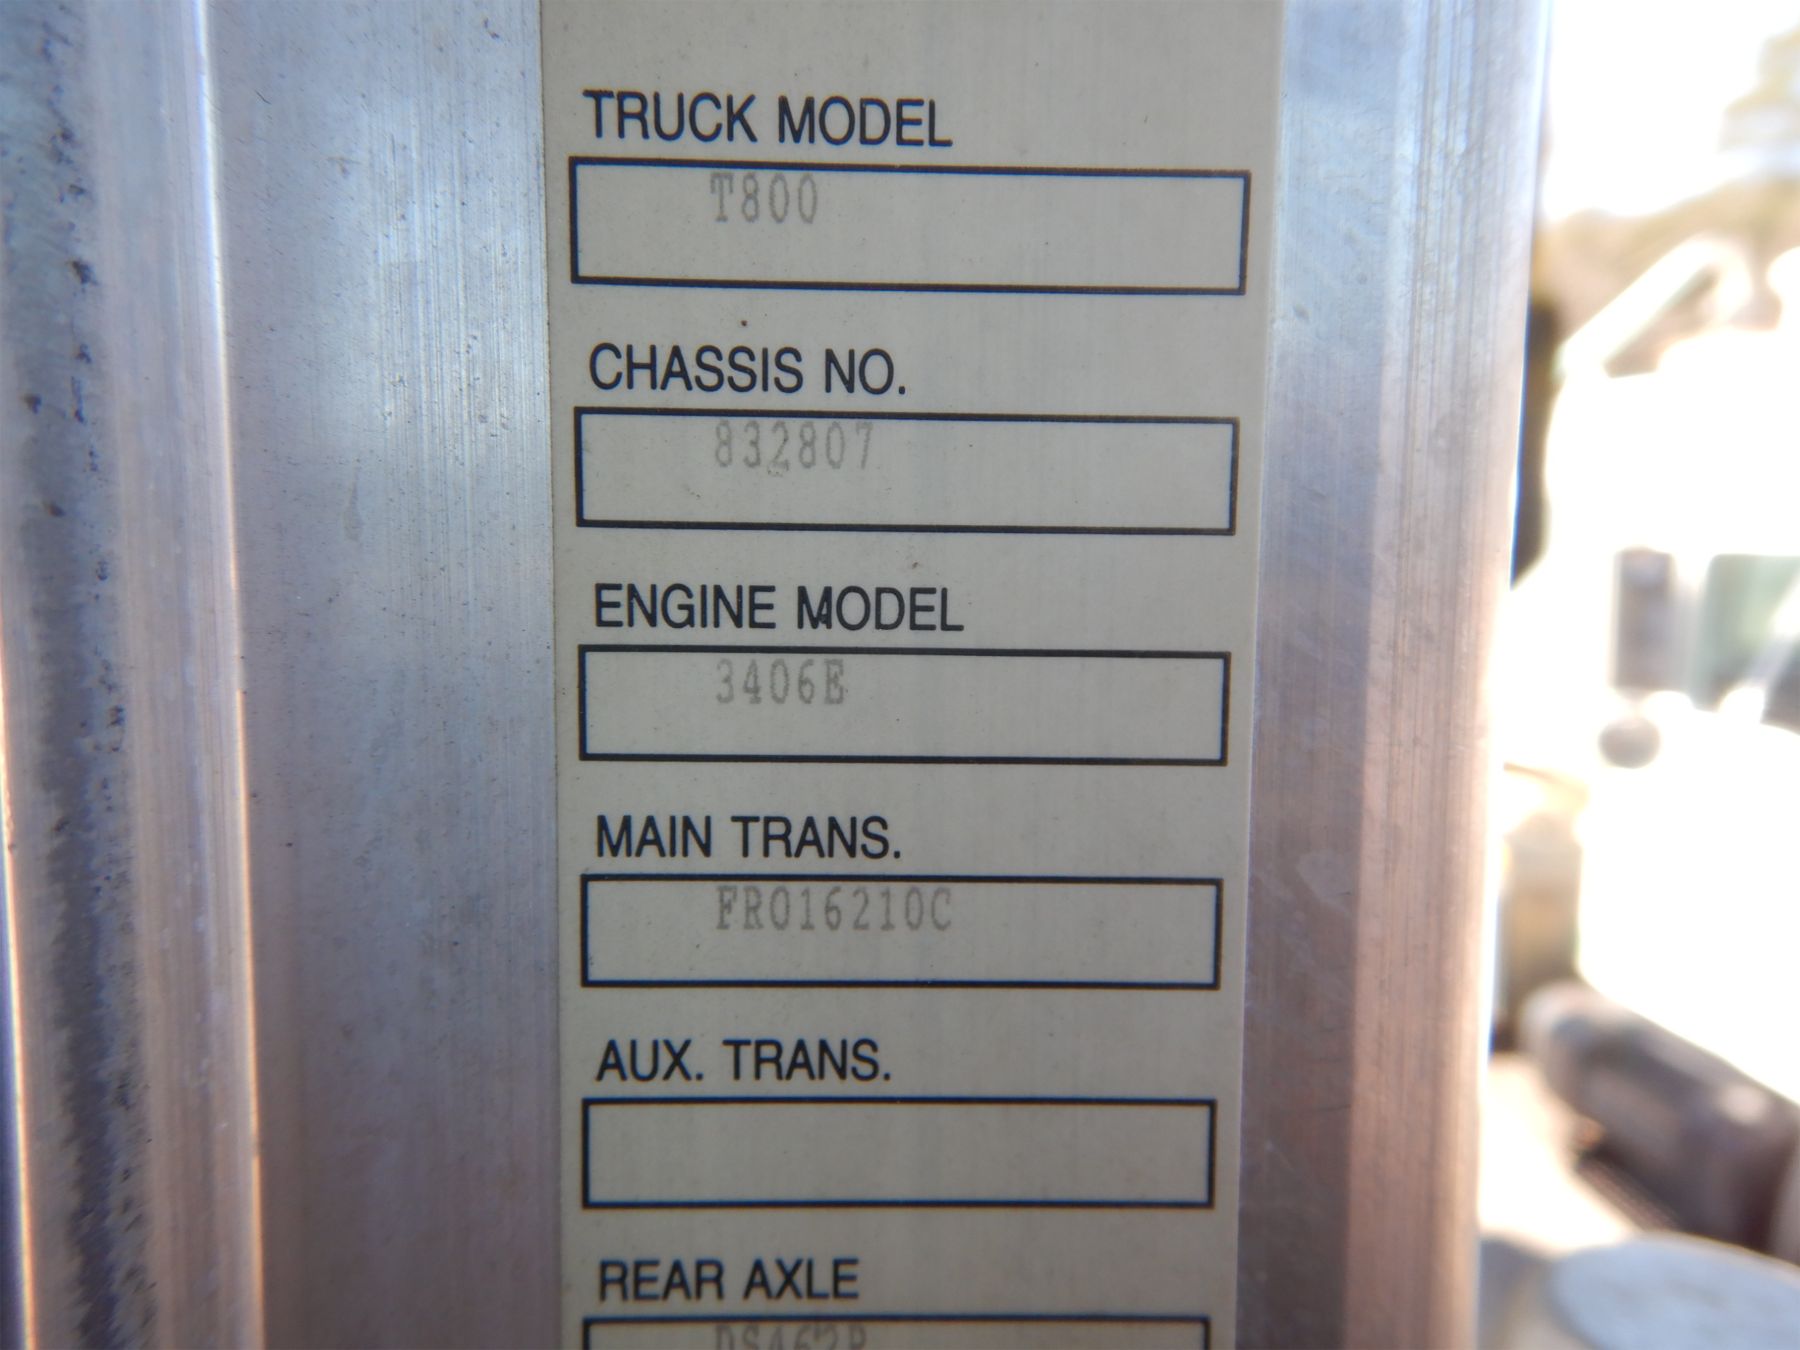 TRUCK MODEL
T800
CHASSIS NO.
832807
ENGINE MODEL
3406E
MAIN TRANS.
FRO16210C
AUX. TRANS.
REAR AXLE